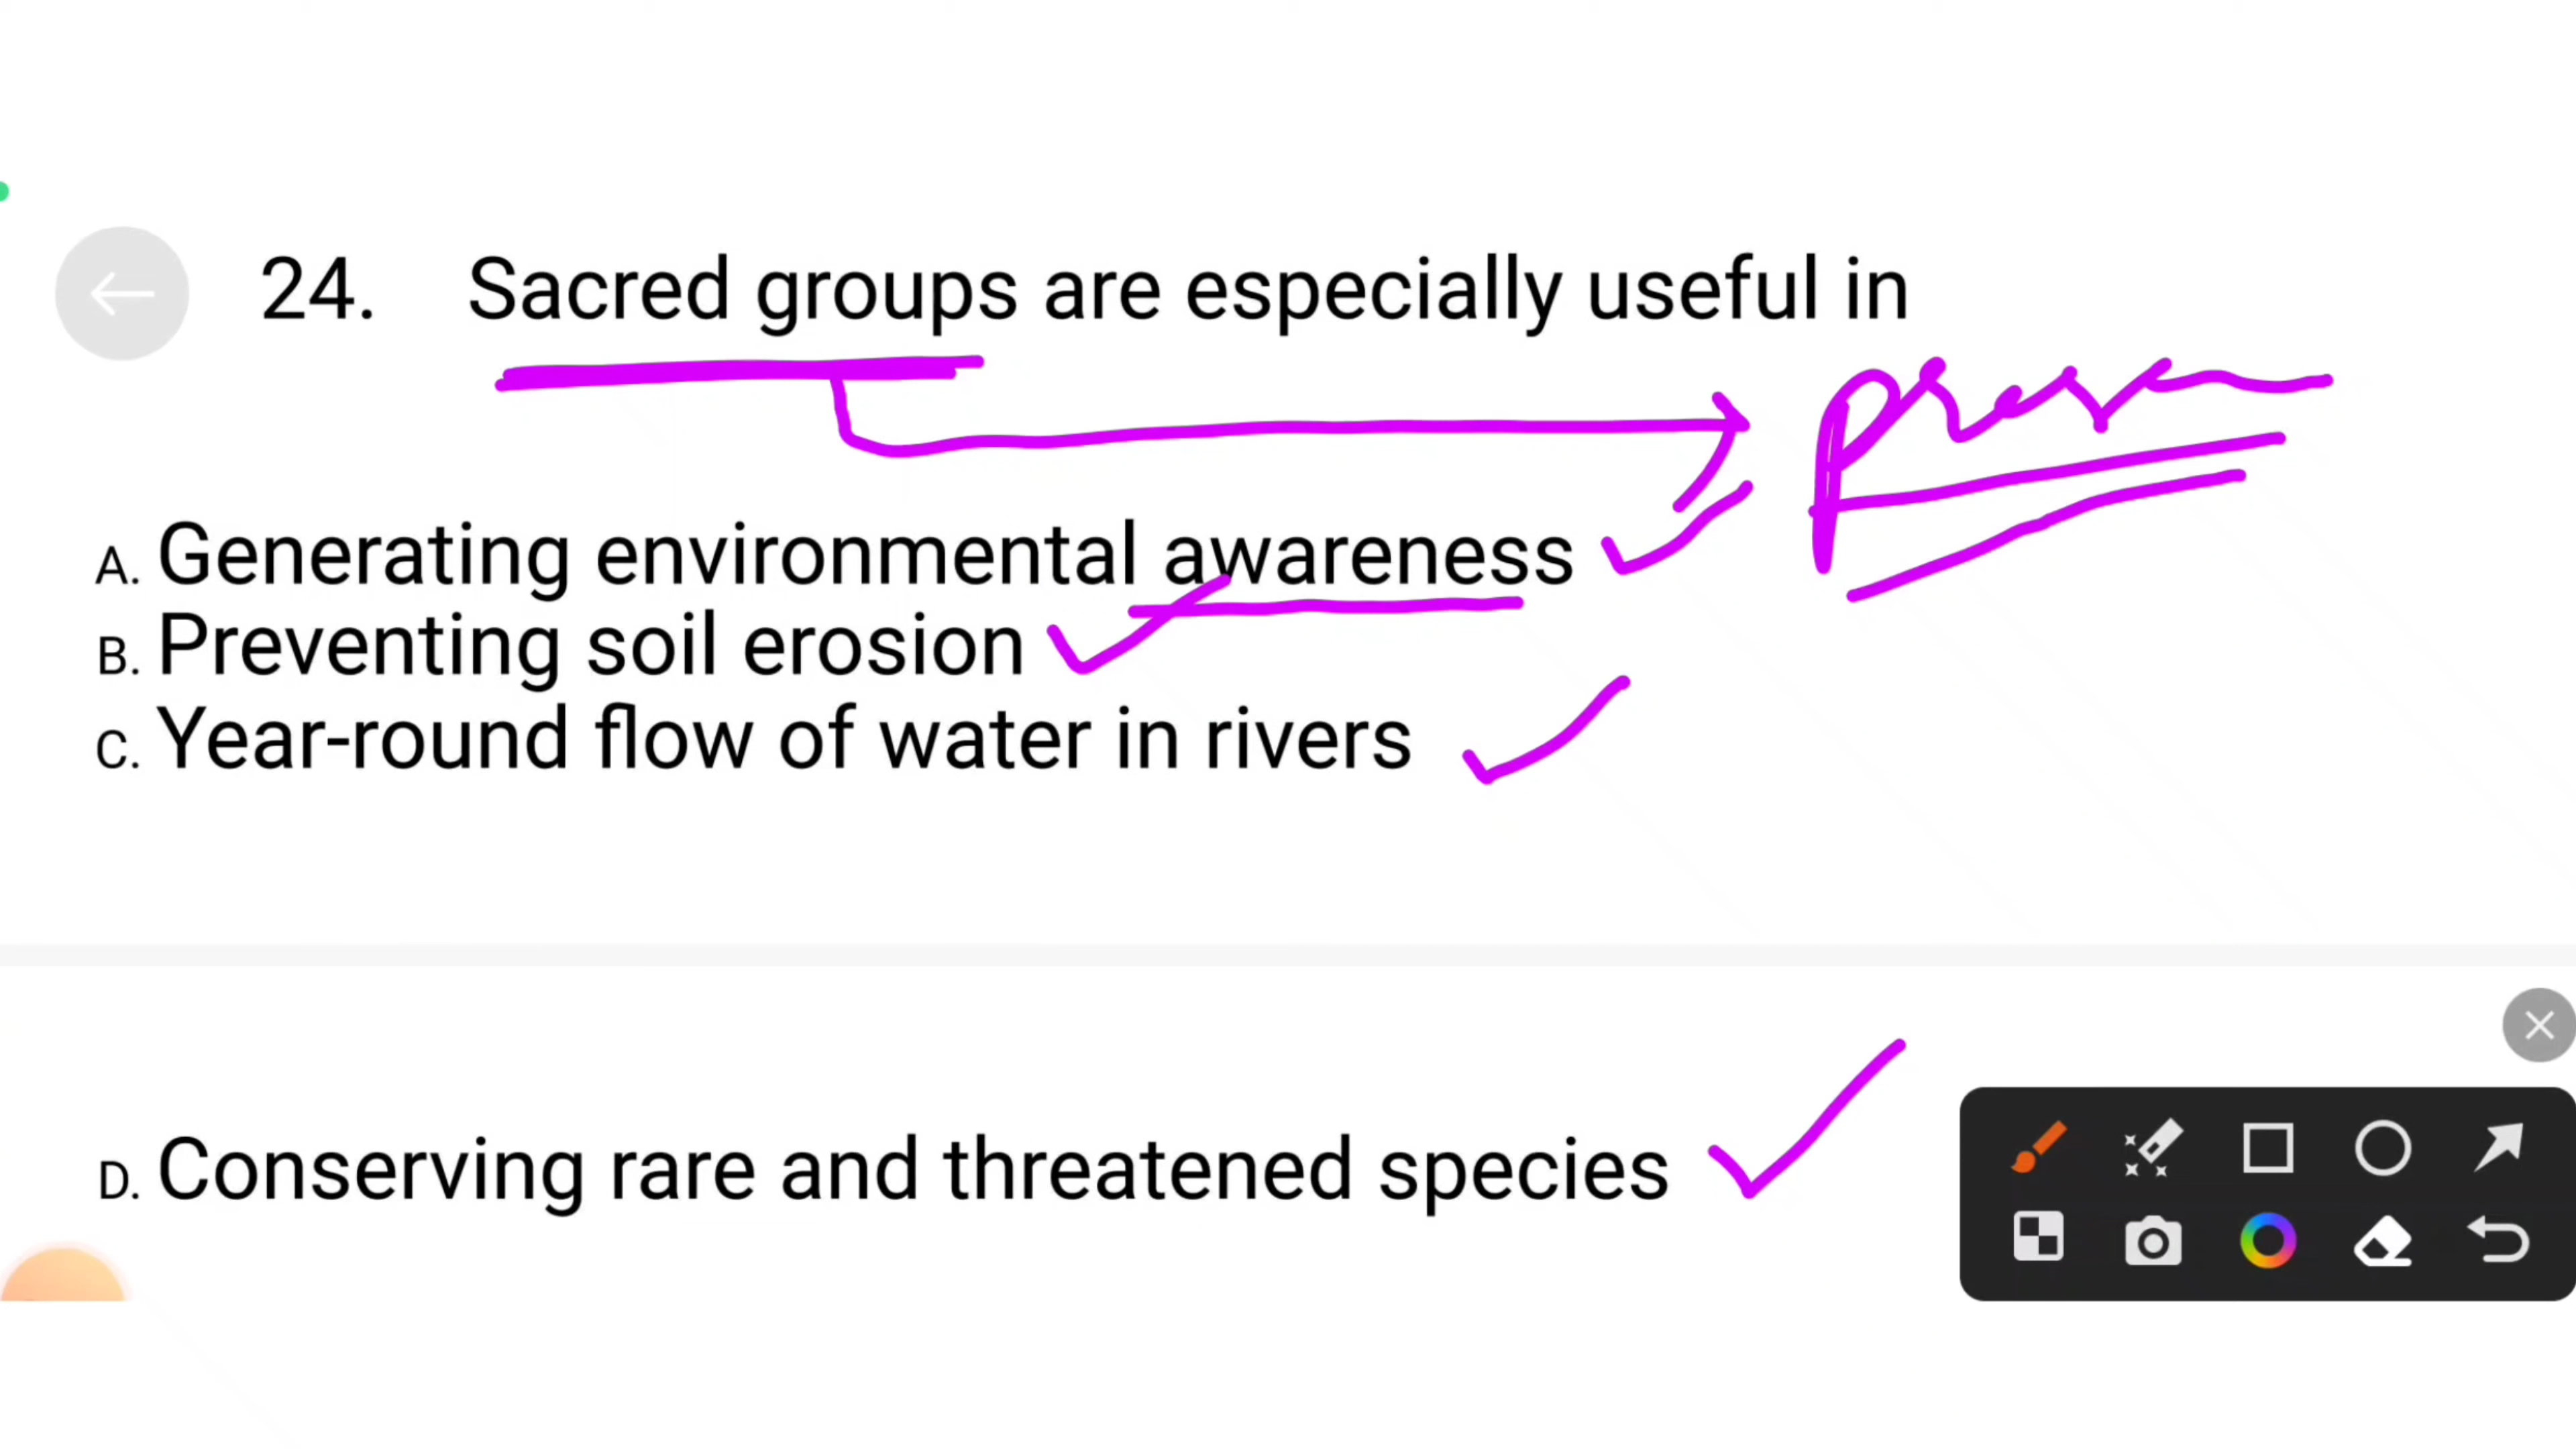 24. Sacred groups are especially useful in
A. Generating environmental awareness
B. Preventing soil erosion
C. Year-round flow of water in rivers
D. Conserving rare and threatened species